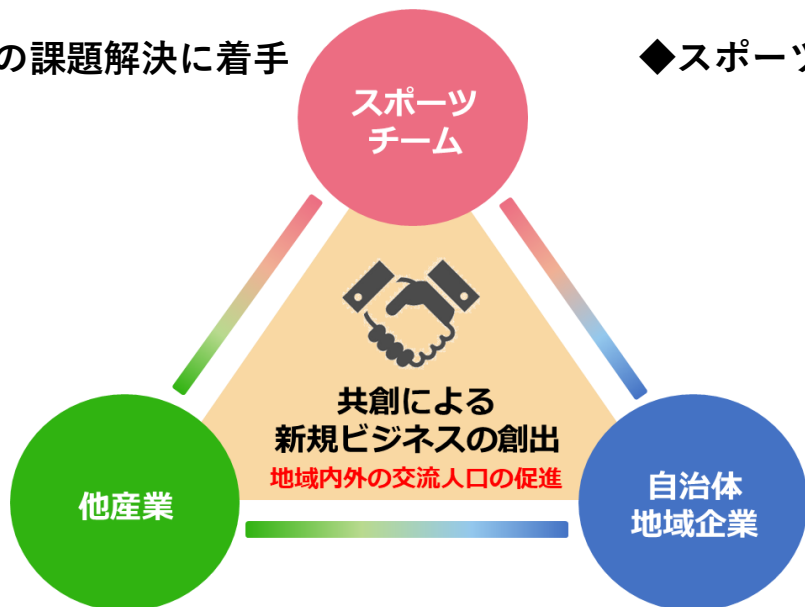 の課題解決に着手
◆スポーツ
スポーツ
チーム
共創による
新規ビジネスの創出
地域内外の交流人口の促進
他産業
自治体
地域企業